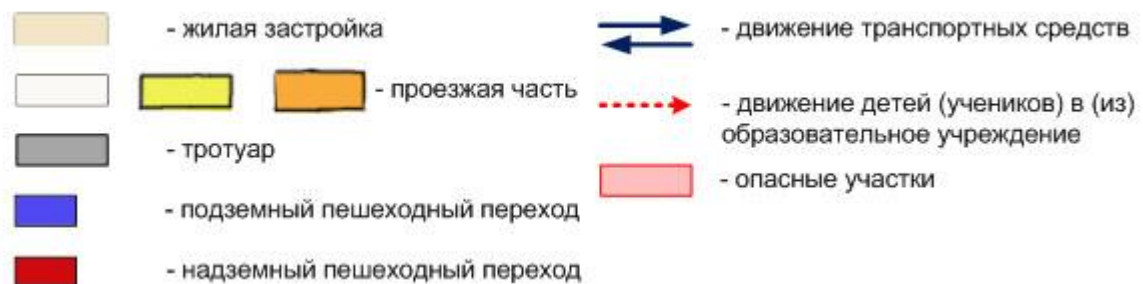 - жилая застройка
- проезжая часть
- тротуар
- подземный пешеходный переход
- надземный пешеходный переход
- движение транспортных средств
- движение детей (учеников) в (из)
образовательное учреждение
- опасные участки